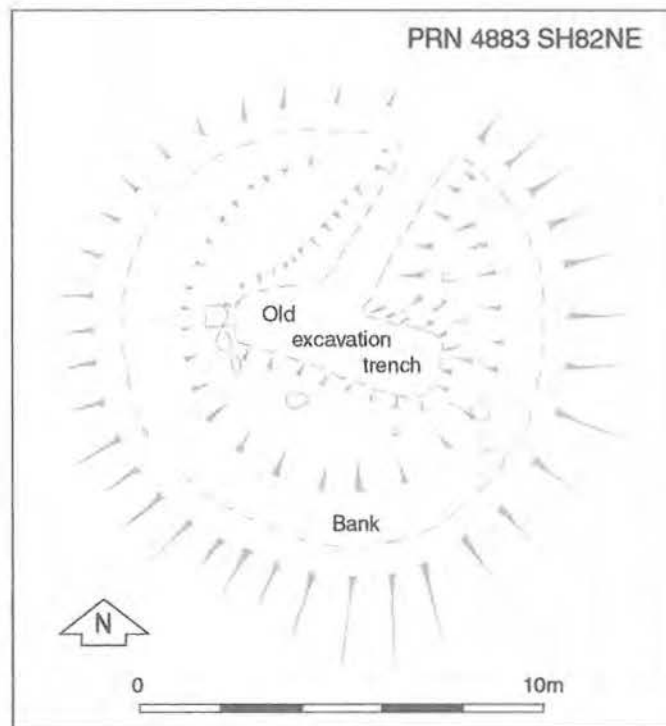 PRN 4883 SH82NE
Old
excavation
trench
Bank
N
0 10m